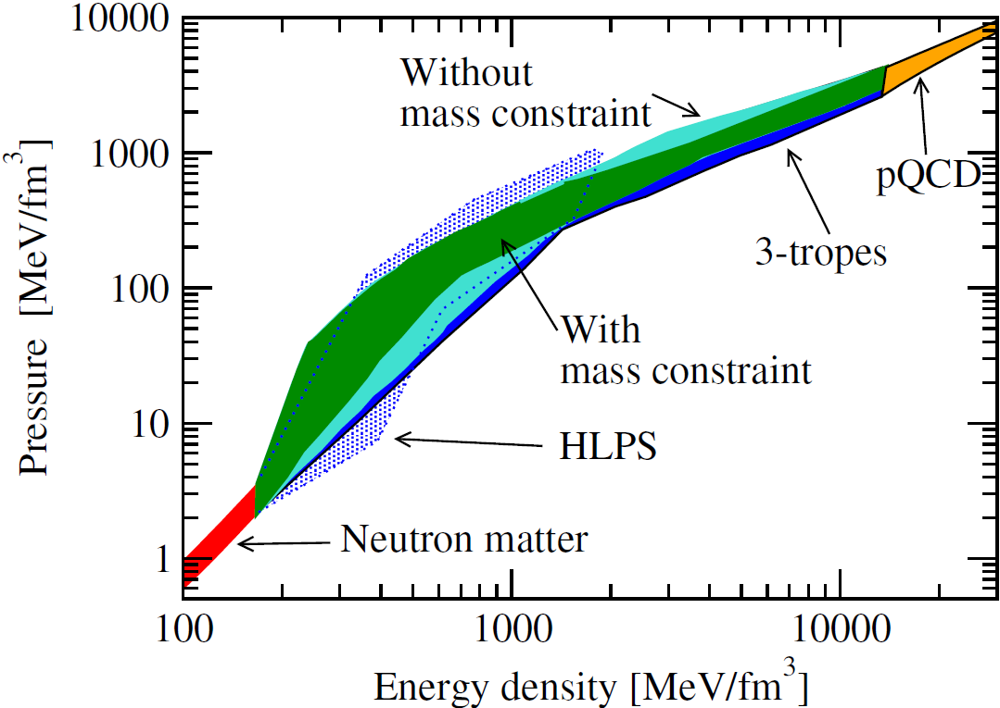 10000
1000
100
10
1
Pressure [MeV/fm³]
Without
mass constraint
pQCD
3-tropes
With
mass constraint
HLPS
Neutron matter
100
1000
10000
Energy density [MeV/fm³]